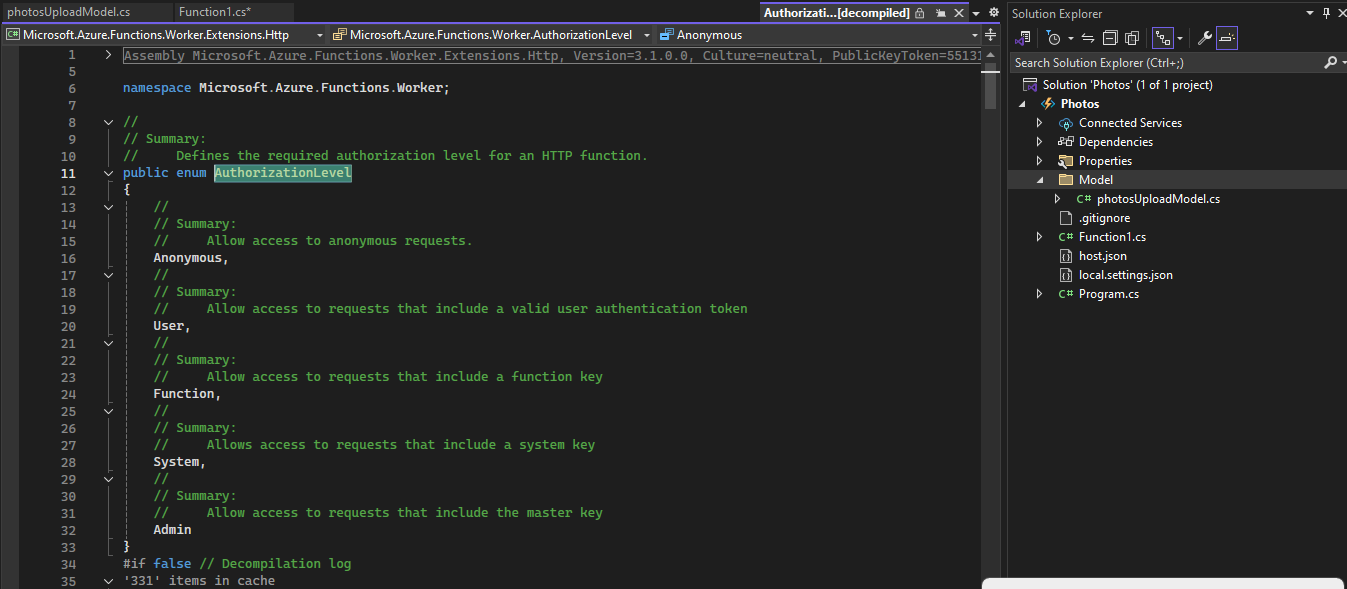 photoUploadModel.cs
Function1.cs*
Authorizati...[decompiled]
Microsoft.Azure.Functions.Worker.Extensions.Http
Microsoft.Azure.Functions.Worker.AuthorizationLevel
Anonymous
1 Assembly Microsoft.Azure.Functions.Worker.Extensions.Http, Version=3.1.0.0, Culture=neutral, PublicKeyToken=55131
5
6 namespace Microsoft.Azure.Functions.Worker;
7
8 //
9 // Summary:
10 //     Defines the required authorization level for an HTTP function.
11 public enum AuthorizationLevel
12 {
13 //
14 // Summary:
15 //     Allow access to anonymous requests.
16 Anonymous,
17 //
18 // Summary:
19 //     Allow access to requests that include a valid user authentication token
20 User,
21 //
22 // Summary:
23 //     Allow access to requests that include a function key
24 Function,
25 //
26 // Summary:
27 //     Allows access to requests that include a system key
28 System,
29 //
30 // Summary:
31 //     Allow access to requests that include the master key
32 Admin
33 }
34 #if false // Decompilation log
35 '331' items in cache
Solution Explorer
Search Solution Explorer (Ctrl+;)
Solution 'Photos' (1 of 1 project)
Photos
Connected Services
Dependencies
Properties
Model
C# photosUploadModel.cs
.gitignore
C# Function1.cs
host.json
local.settings.json
C# Program.cs